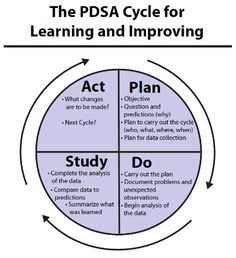 The PDSA Cycle for
Learning and Improving
Act
• What changes
are to be made?
• Next Cycle?
Plan
• Objective
• Question and
predictions (why)
• Plan to carry out the cycle
(who, what, where, when)
• Plan for data collection
Study
• Complete the analysis
of the data
• Compare data to
predictions
• Summarize what
was learned
Do
• Carry out the plan
• Document problems and
unexpected
observations
• Begin analysis of
the data